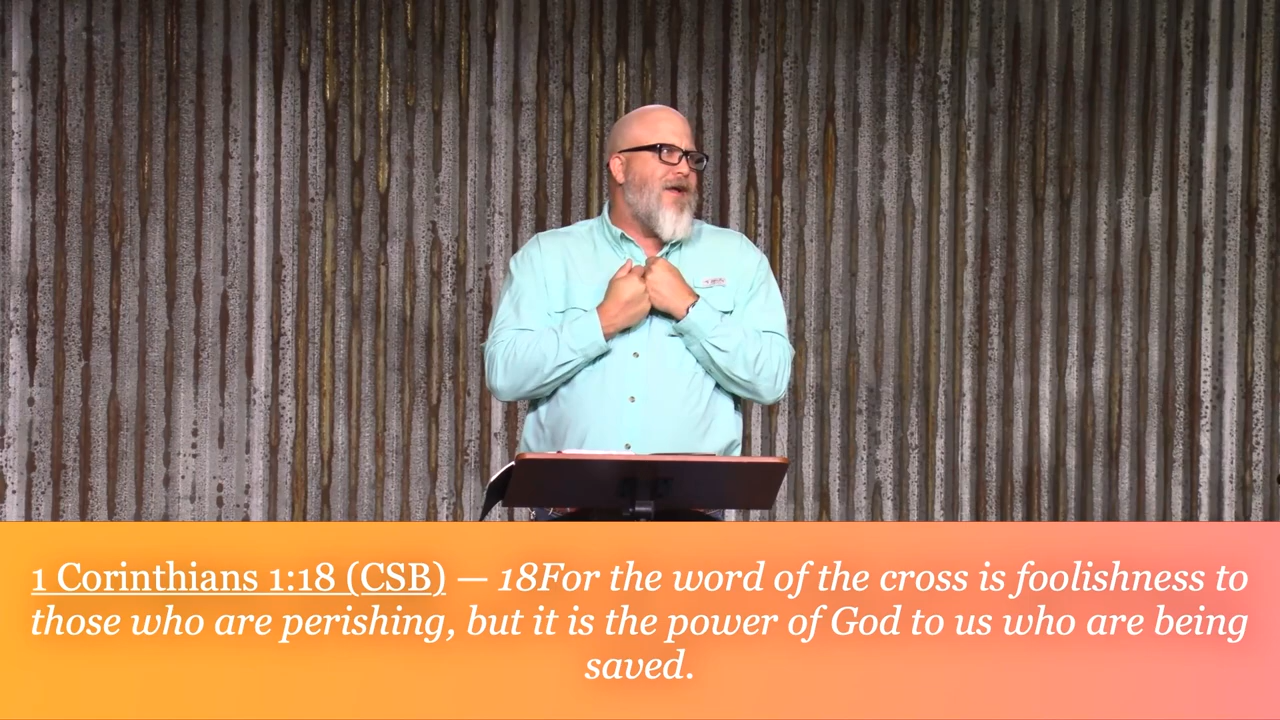 1 Corinthians 1:18 (CSB) — 18For the word of the cross is foolishness to
those who are perishing, but it is the power of God to us who are being
saved.